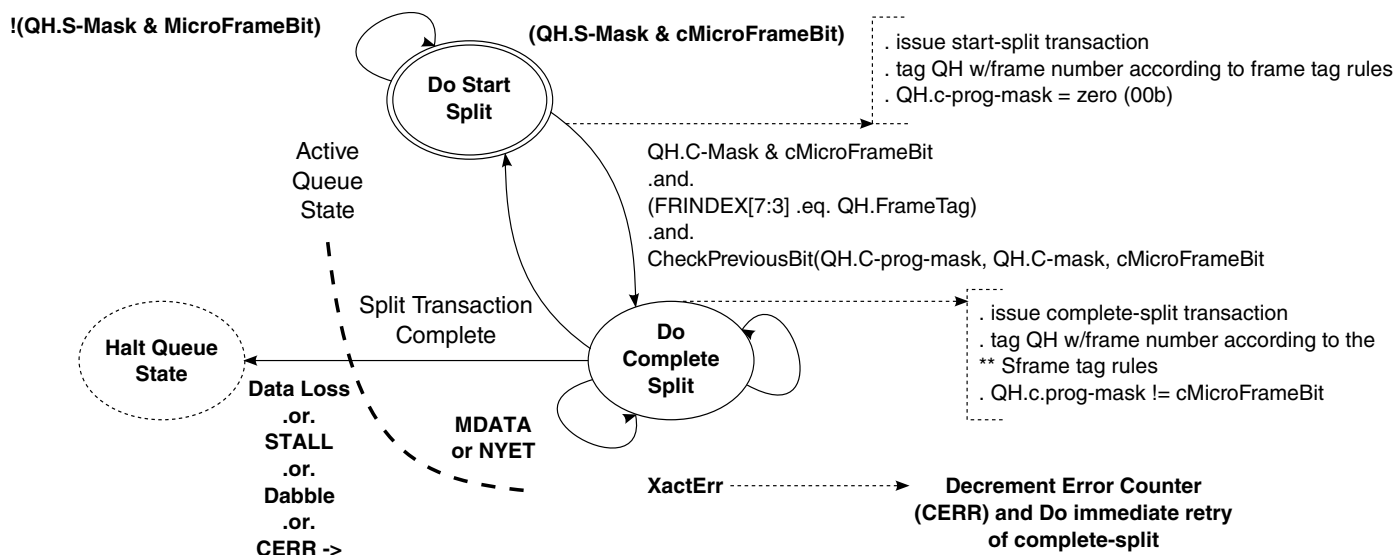 !(QH.S-Mask & MicroFrameBit)
(QH.S-Mask & cMicroFrameBit)
. issue start-split transaction
. tag QH w/frame number according to frame tag rules
. QH.c-prog-mask = zero (00b)
Do Start
Split
Active
Queue
State
QH.C-Mask & cMicroFrameBit
.and.
(FRINDEX[7:3] .eq. QH.FrameTag)
.and.
CheckPreviousBit(QH.C-prog-mask, QH.C-mask, cMicroFrameBit
Split Transaction
Complete
Halt Queue
State
Do
Complete
Split
. issue complete-split transaction
. tag QH w/frame number according to the
** Sframe tag rules
. QH.c.prog-mask != cMicroFrameBit
Data Loss
.or.
STALL
.or.
Dabble
.or.
CERR ->
MDATA
or NYET
XactErr
Decrement Error Counter
(CERR) and Do immediate retry
of complete-split